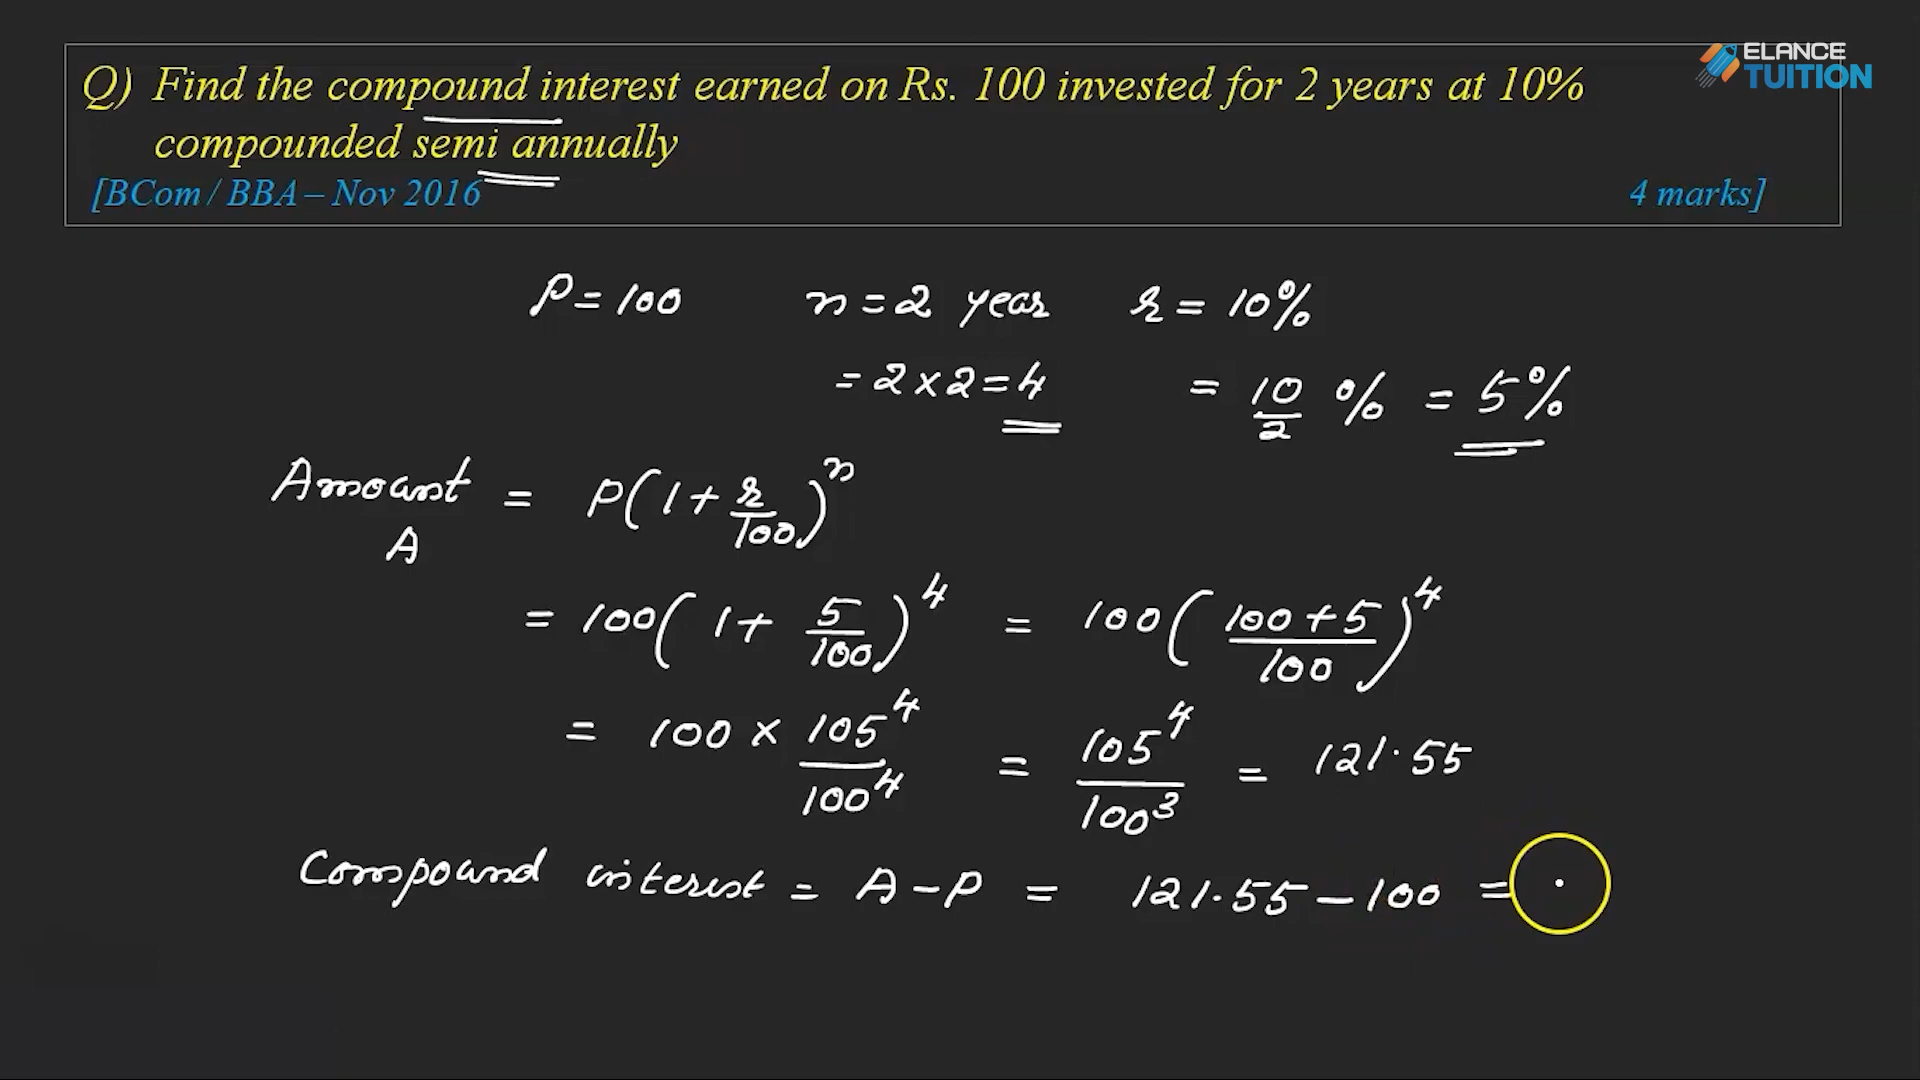 ELANCE
TUITION
Q) Find the compound interest earned on Rs. 100 invested for 2 years at 10%
compounded semi annually
[BCom / BBA – Nov 2016 4 marks]
P = 100 n = 2 year r = 10%
= 2 × 2 = 4 = 10/2 % = 5%
Amount = P(1 + r/100)^n
A
= 100(1 + 5/100)^4 = 100(100 + 5/100)^4
= 100 × 105^4/100^4 = 105^4/100^3 = 121.55
Compound interest = A – P = 121.55 – 100 =